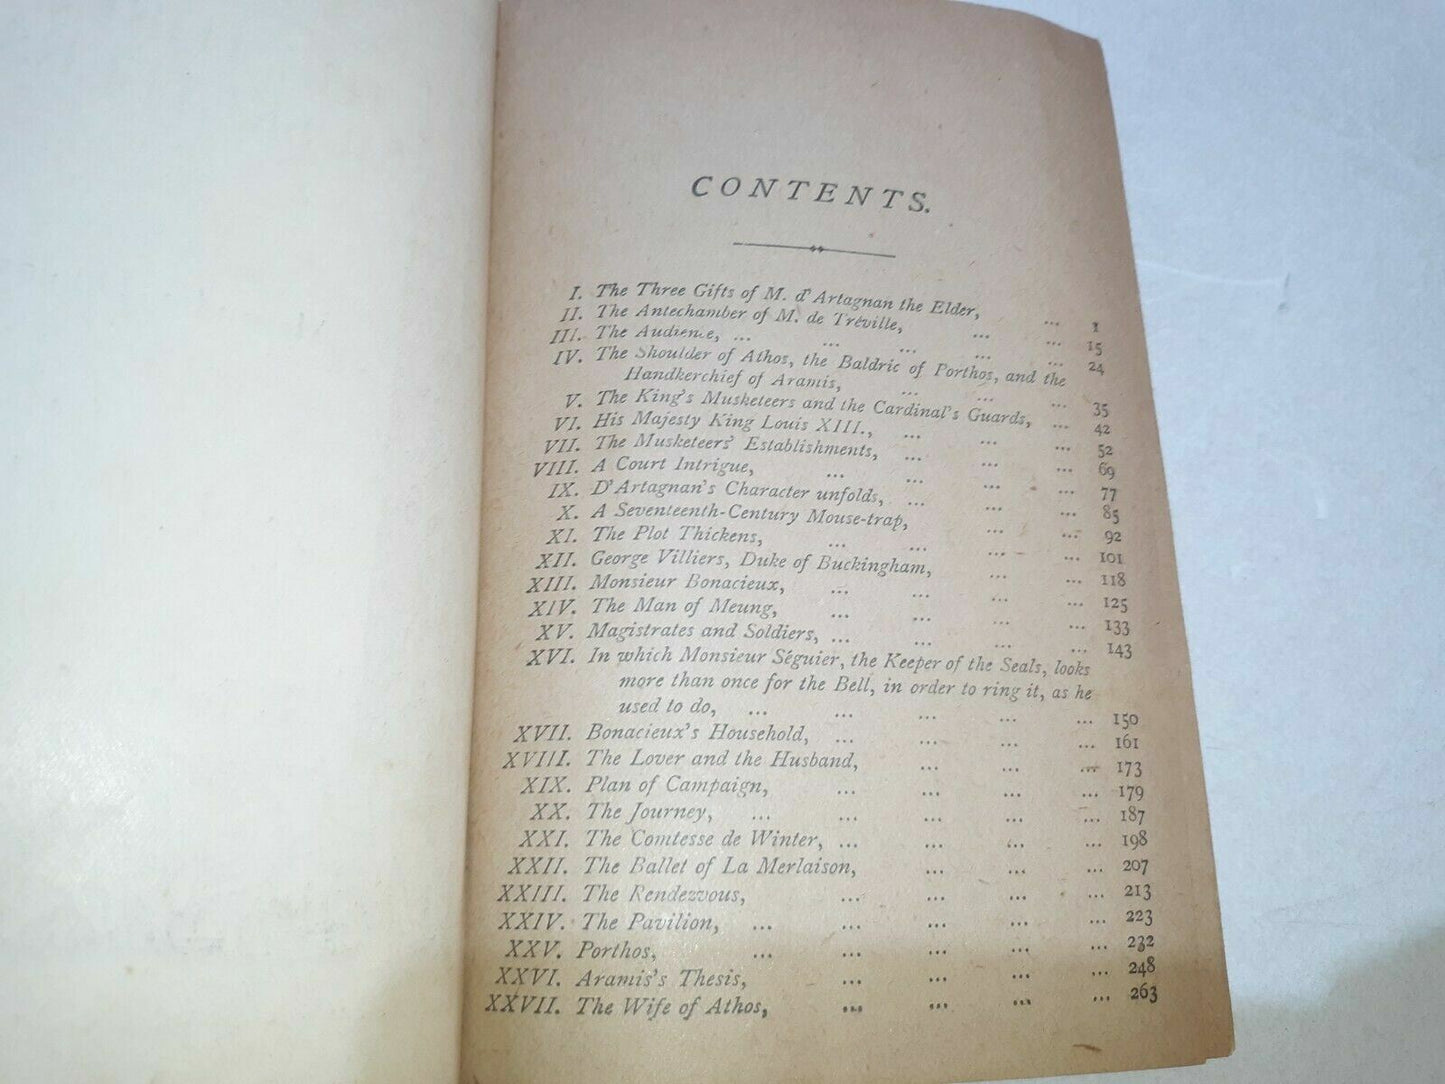 CONTENTS.
I. The Three Gifts of M. d'Artagnan the Elder, ... 1
II. The Antechamber of M. de Tréville, ... ... 15
III. The Audience, ... ... ... ... ... 24
IV. The Shoulder of Athos, the Baldric of Porthos, and the
Handkerchief of Aramis, ... ... ... 35
V. The King's Musketeers and the Cardinal's Guards, ... 42
VI. His Majesty King Louis XIII., ... ... ... 52
VII. The Musketeers' Establishments, ... ... ... 69
VIII. A Court Intrigue, ... ... ... ... 77
IX. D'Artagnan's Character unfolds, ... ... ... 85
X. A Seventeenth-Century Mouse-trap, ... ... 92
XI. The Plot Thickens, ... ... ... ... 101
XII. George Villiers, Duke of Buckingham, ... ... 118
XIII. Monsieur Bonacieux, ... ... ... ... 125
XIV. The Man of Meung, ... ... ... ... 133
XV. Magistrates and Soldiers, ... ... ... ... 143
XVI. In which Monsieur Séguier, the Keeper of the Seals, looks
more than once for the Bell, in order to ring it, as he
used to do, ... ... ... ... ... 150
XVII. Bonacieux's Household, ... ... ... ... 161
XVIII. The Lover and the Husband, ... ... ... 173
XIX. Plan of Campaign, ... ... ... ... 179
XX. The Journey, ... ... ... ... ... 187
XXI. The Comtesse de Winter, ... ... ... ... 198
XXII. The Ballet of La Merlaison, ... ... ... 207
XXIII. The Rendezvous, ... ... ... ... 213
XXIV. The Pavilion, ... ... ... ... ... 223
XXV. Porthos, ... ... ... ... ... 232
XXVI. Aramis's Thesis, ... ... ... ... 248
XXVII. The Wife of Athos, ... ... ... ... 263